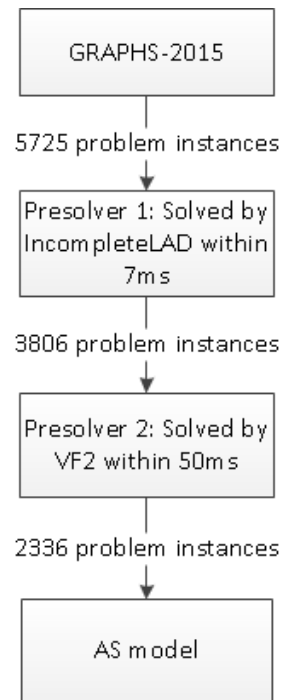 GRAPHS-2015
5725 problem instances
Presolver 1: Solved by
IncompleteLAD within
7ms
3806 problem instances
Presolver 2: Solved by
VF2 within 50ms
2336 problem instances
AS model